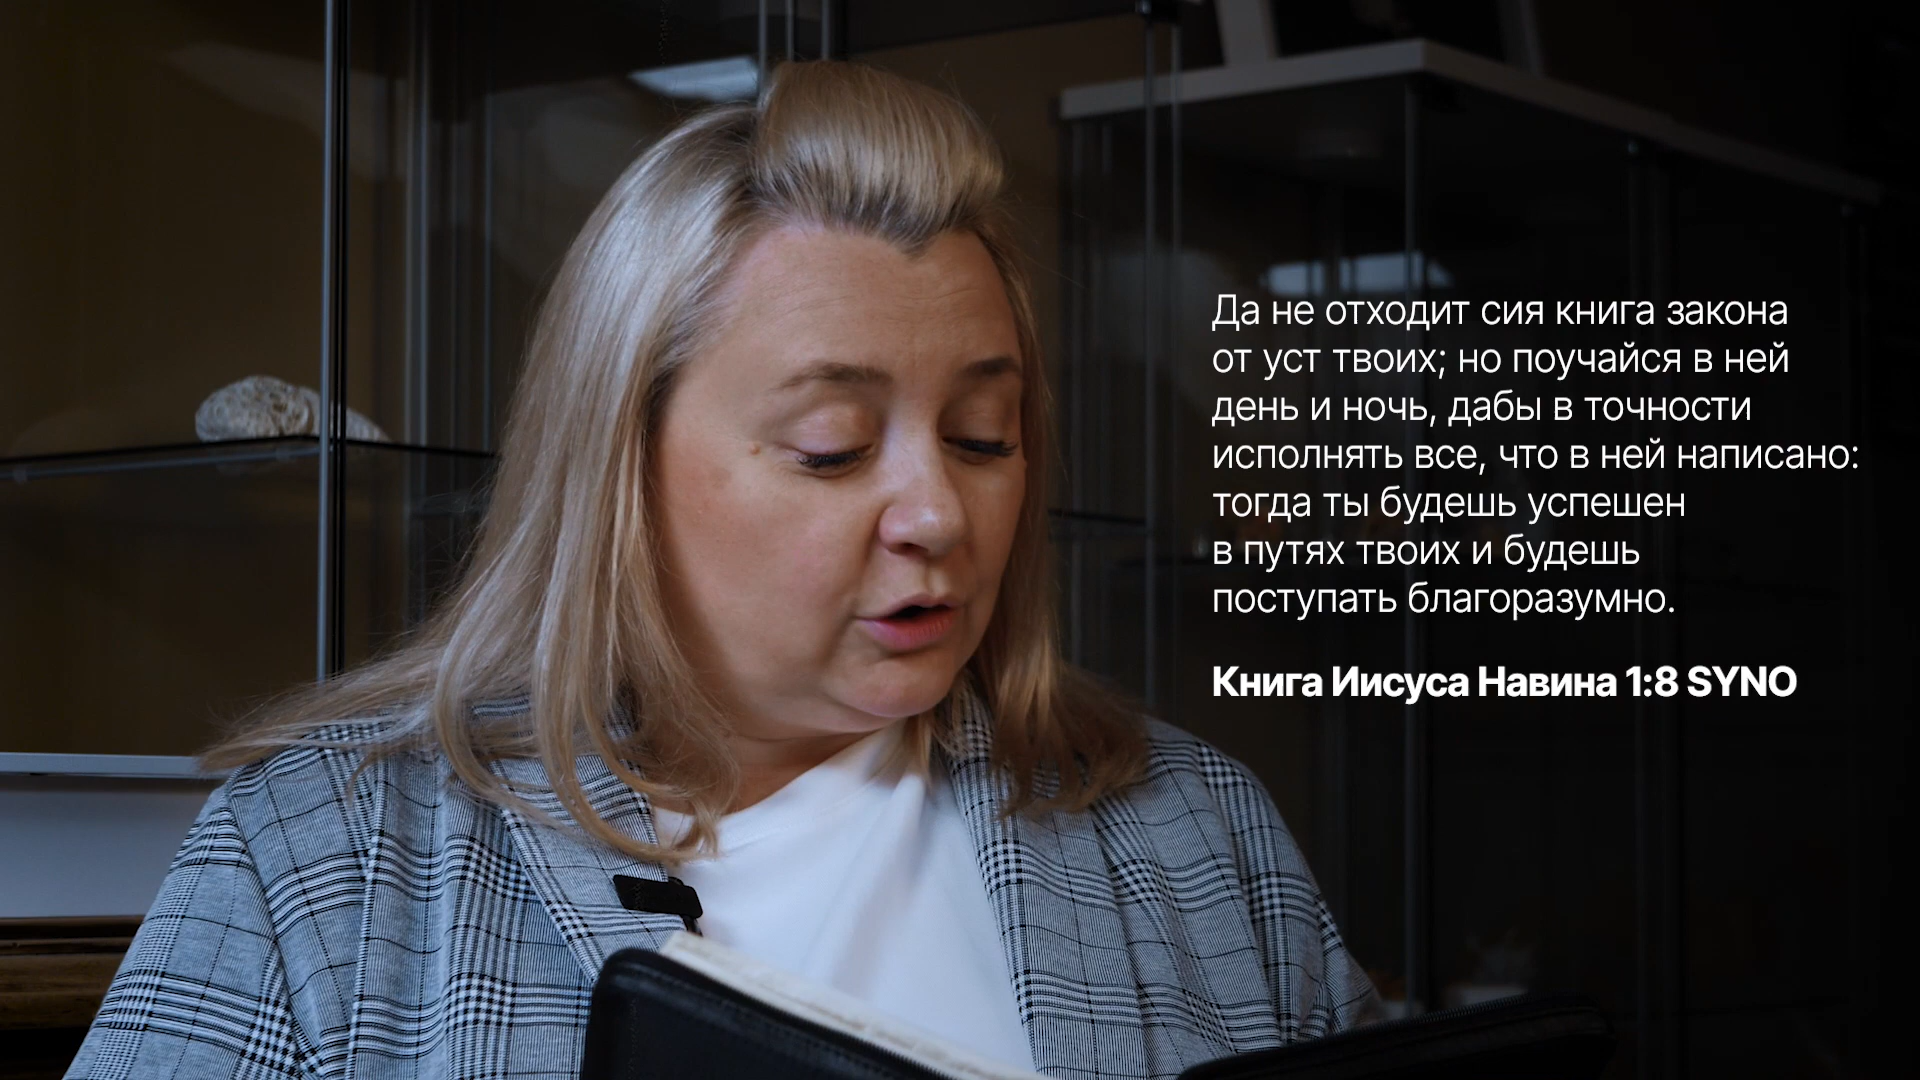 Да не отходит сия книга закона
от уст твоих; но поучайся в ней
день и ночь, дабы в точности
исполнять все, что в ней написано:
тогда ты будешь успешен
в путях твоих и будешь
поступать благоразумно.
Книга Иисуса Навина 1:8 SYNO